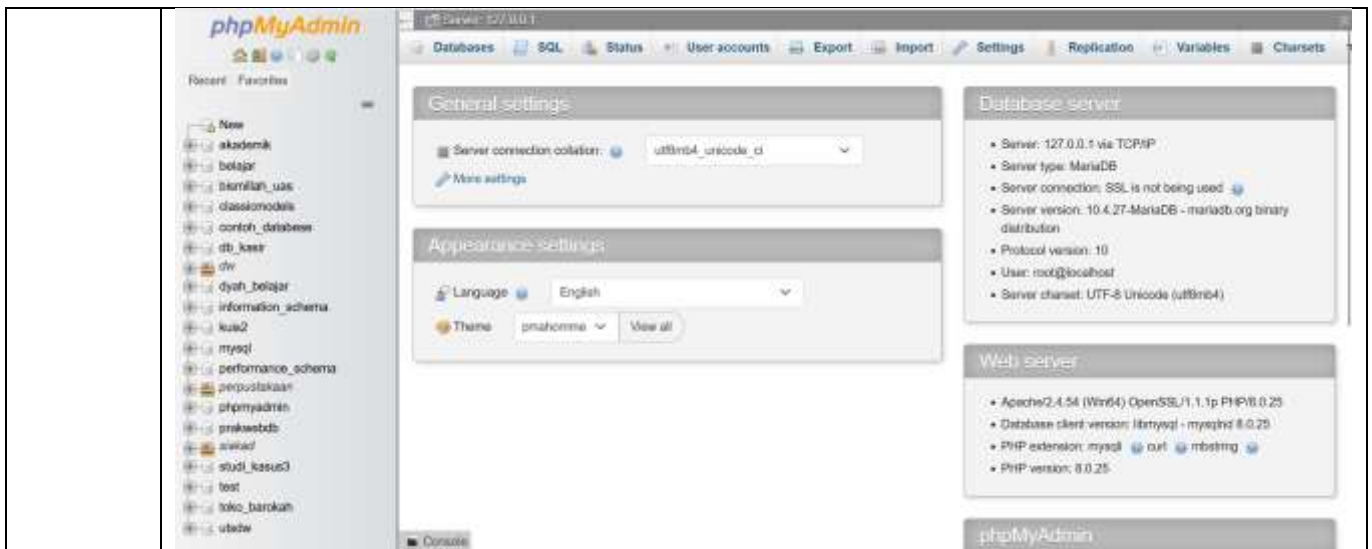 phpMyAdmin
Recent Favorites
New
akademik
belajar
bismillah_uas
classicmodels
contoh_database
db_kasir
dw
dyah_belajar
information_schema
kuis2
mysql
performance_schema
perpustakaan
phpmyadmin
prakwebdb
studi_kasus3
test
toko_barokah
utsdw
Server: 127.0.0.1
Databases SQL Status User accounts Export Import Settings Replication Variables Charsets
General settings
Server connection collation: utf8mb4_unicode_ci
More settings
Appearance settings
Language English
Theme pmahomme View all
Console
Database server
• Server: 127.0.0.1 via TCP/IP
• Server type: MariaDB
• Server connection: SSL is not being used
• Server version: 10.4.27-MariaDB - mariadb.org binary
distribution
• Protocol version: 10
• User: root@localhost
• Server charset: UTF-8 Unicode (utf8mb4)
Web server
• Apache/2.4.54 (Win64) OpenSSL/1.1.1p PHP/8.0.25
• Database client version: libmysql - mysqlnd 8.0.25
• PHP extension: mysqli curl mbstring
• PHP version: 8.0.25
phpMyAdmin